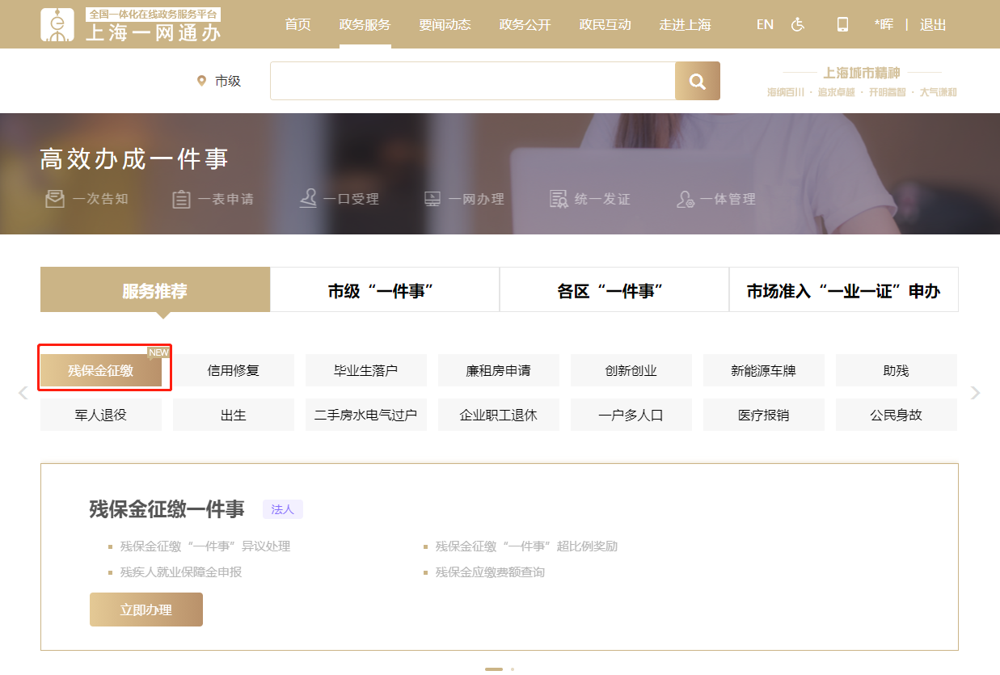 全国一体化在线政务服务平台
上海一网通办
首页 政务服务 要闻动态 政务公开 政民互动 走进上海 EN *晖 | 退出
市级
上海城市精神
海纳百川 · 追求卓越 · 开明睿智 · 大气谦和
高效办成一件事
一次告知 一表申请 一口受理 一网办理 统一发证 一体管理
服务推荐 市级“一件事” 各区“一件事” 市场准入“一业一证”申办
NEW
残保金征缴 信用修复 毕业生落户 廉租房申请 创新创业 新能源车牌 助残
军人退役 出生 二手房水电气过户 企业职工退休 一户多人口 医疗报销 公民身故
残保金征缴一件事 法人
残保金征缴“一件事”异议处理 残保金征缴“一件事”超比例奖励
残疾人就业保障金申报 残保金应缴费额查询
立即办理